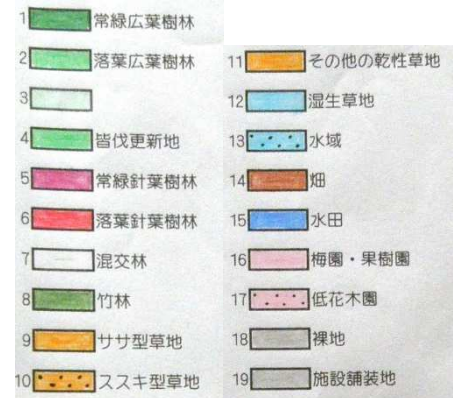 1 常緑広葉樹林
2 落葉広葉樹林
3
4 皆伐更新地
5 常緑針葉樹林
6 落葉針葉樹林
7 混交林
8 竹林
9 ササ型草地
10 ススキ型草地
11 その他の乾性草地
12 湿生草地
13 水域
14 畑
15 水田
16 梅園・果樹園
17 低花木園
18 裸地
19 施設舗装地